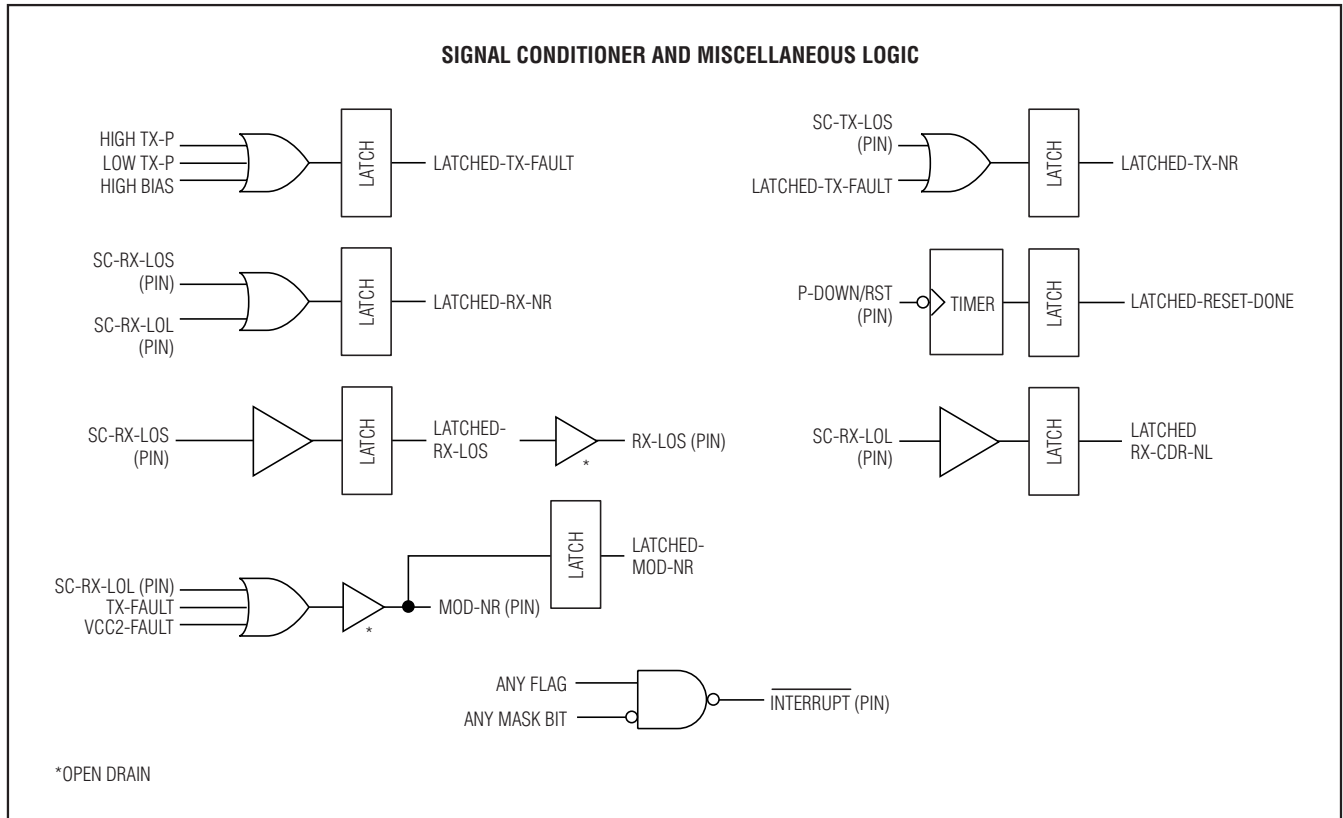 SIGNAL CONDITIONER AND MISCELLANEOUS LOGIC
HIGH TX-P
LOW TX-P
HIGH BIAS
LATCH
LATCHED-TX-FAULT
SC-TX-LOS
(PIN)
LATCHED-TX-FAULT
LATCH
LATCHED-TX-NR
SC-RX-LOS
(PIN)
SC-RX-LOL
(PIN)
LATCH
LATCHED-RX-NR
P-DOWN/RST
(PIN)
TIMER
LATCH
LATCHED-RESET-DONE
SC-RX-LOS
(PIN)
LATCH
LATCHED-
RX-LOS
*
RX-LOS (PIN)
SC-RX-LOL
(PIN)
LATCH
LATCHED
RX-CDR-NL
SC-RX-LOL (PIN)
TX-FAULT
VCC2-FAULT
*
MOD-NR (PIN)
LATCH
LATCHED-
MOD-NR
ANY FLAG
ANY MASK BIT
INTERRUPT (PIN)
*OPEN DRAIN